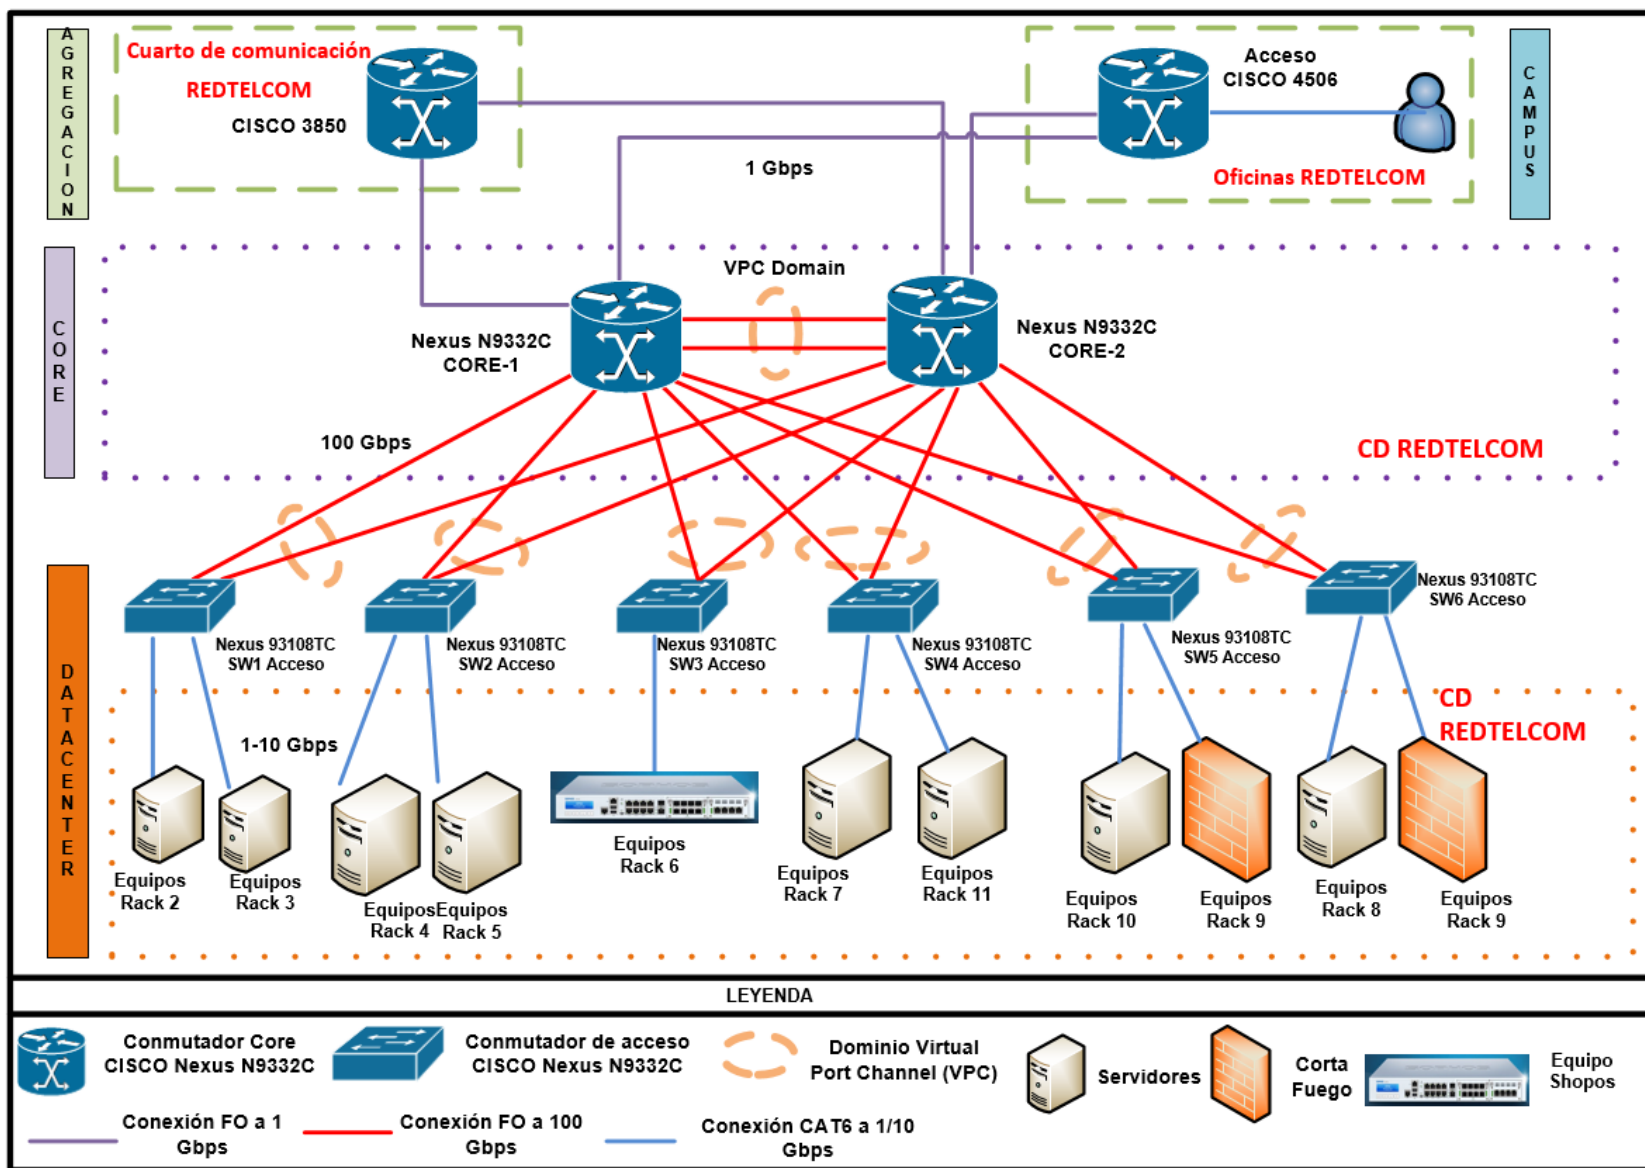 AGREGACION
Cuarto de comunicación
REDTELCOM
CISCO 3850
Acceso
CISCO 4506
Oficinas REDTELCOM
CAMPUS
1 Gbps
CORE
VPC Domain
Nexus N9332C
CORE-1
Nexus N9332C
CORE-2
100 Gbps
CD REDTELCOM
DATACENTER
Nexus 93108TC
SW1 Acceso
Nexus 93108TC
SW2 Acceso
Nexus 93108TC
SW3 Acceso
Nexus 93108TC
SW4 Acceso
Nexus 93108TC
SW5 Acceso
Nexus 93108TC
SW6 Acceso
CD
REDTELCOM
1-10 Gbps
Equipos
Rack 2
Equipos
Rack 3
Equipos
Rack 4
Equipos
Rack 5
Equipos
Rack 6
Equipos
Rack 7
Equipos
Rack 11
Equipos
Rack 10
Equipos
Rack 9
Equipos
Rack 8
Equipos
Rack 9
LEYENDA
Conmutador Core
CISCO Nexus N9332C
Conmutador de acceso
CISCO Nexus N9332C
Dominio Virtual
Port Channel (VPC)
Servidores
Corta
Fuego
Equipo
Shopos
Conexión FO a 1
Gbps
Conexión FO a 100
Gbps
Conexión CAT6 a 1/10
Gbps